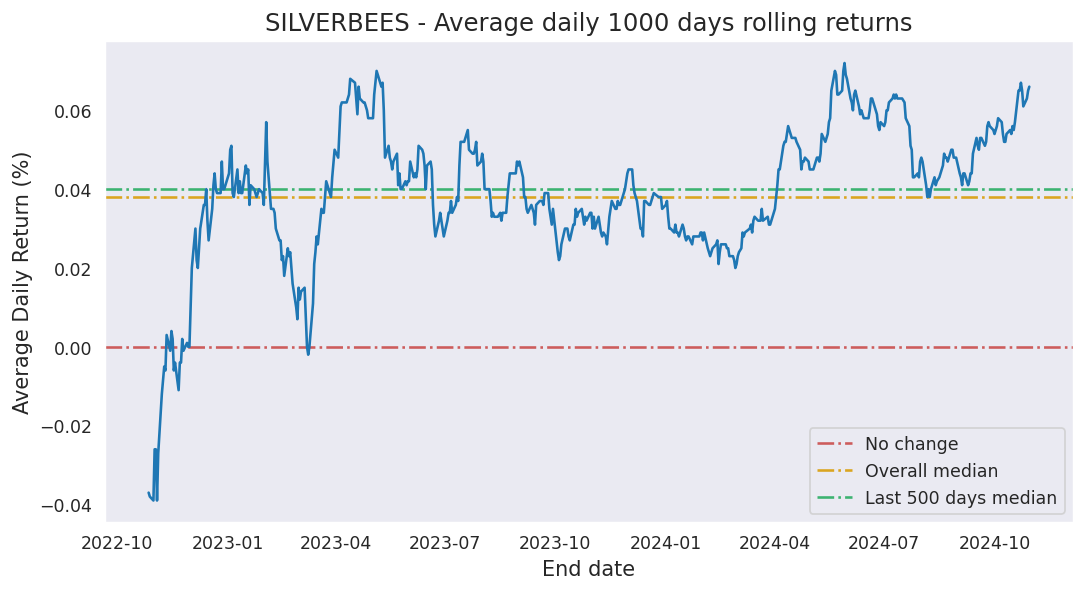 SILVERBEES - Average daily 1000 days rolling returns
Average Daily Return (%)
0.06
0.04
0.02
0.00
−0.02
−0.04
No change
Overall median
Last 500 days median
2022-10 2023-01 2023-04 2023-07 2023-10 2024-01 2024-04 2024-07 2024-10
End date